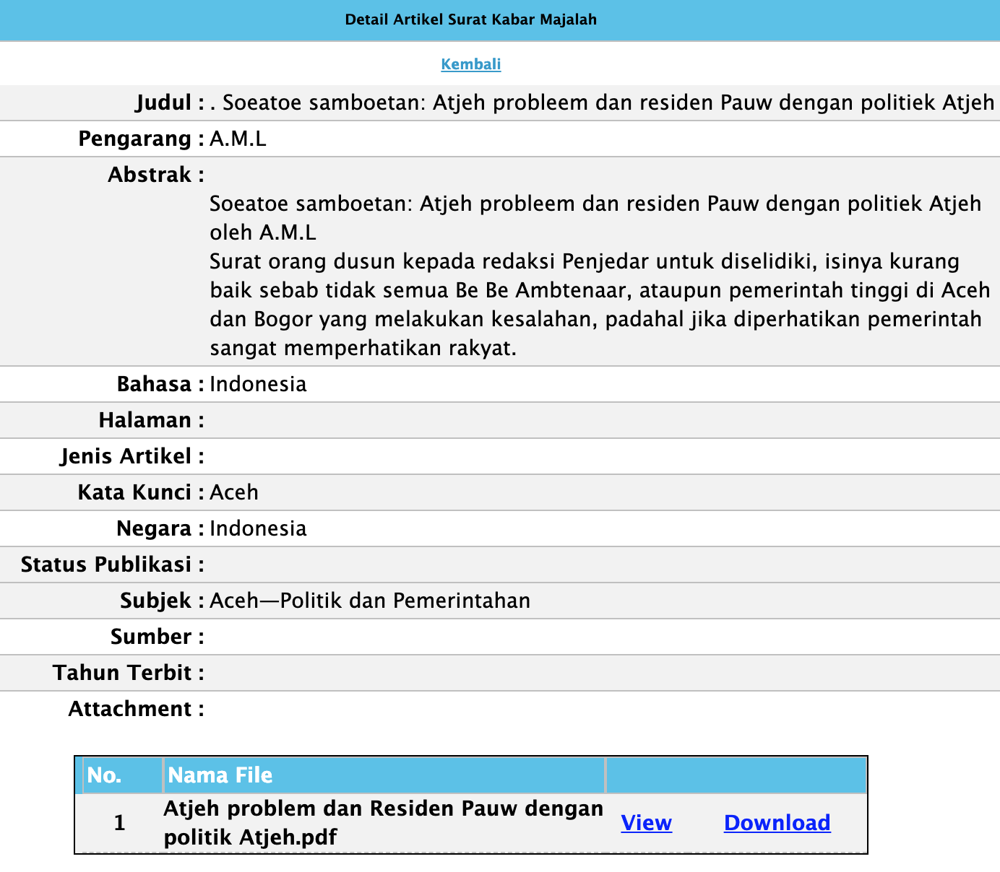 Detail Artikel Surat Kabar Majalah
Kembali
Judul : . Soeatoe samboetan: Atjeh probleem dan residen Pauw dengan politiek Atjeh
Pengarang : A.M.L
Abstrak :
Soeatoe samboetan: Atjeh probleem dan residen Pauw dengan politiek Atjeh
oleh A.M.L
Surat orang dusun kepada redaksi Penjedar untuk diselidiki, isinya kurang
baik sebab tidak semua Be Be Ambtenaar, ataupun pemerintah tinggi di Aceh
dan Bogor yang melakukan kesalahan, padahal jika diperhatikan pemerintah
sangat memperhatikan rakyat.
Bahasa : Indonesia
Halaman :
Jenis Artikel :
Kata Kunci : Aceh
Negara : Indonesia
Status Publikasi :
Subjek : Aceh—Politik dan Pemerintahan
Sumber :
Tahun Terbit :
Attachment :
No. Nama File
1 Atjeh problem dan Residen Pauw dengan politik Atjeh.pdf View Download